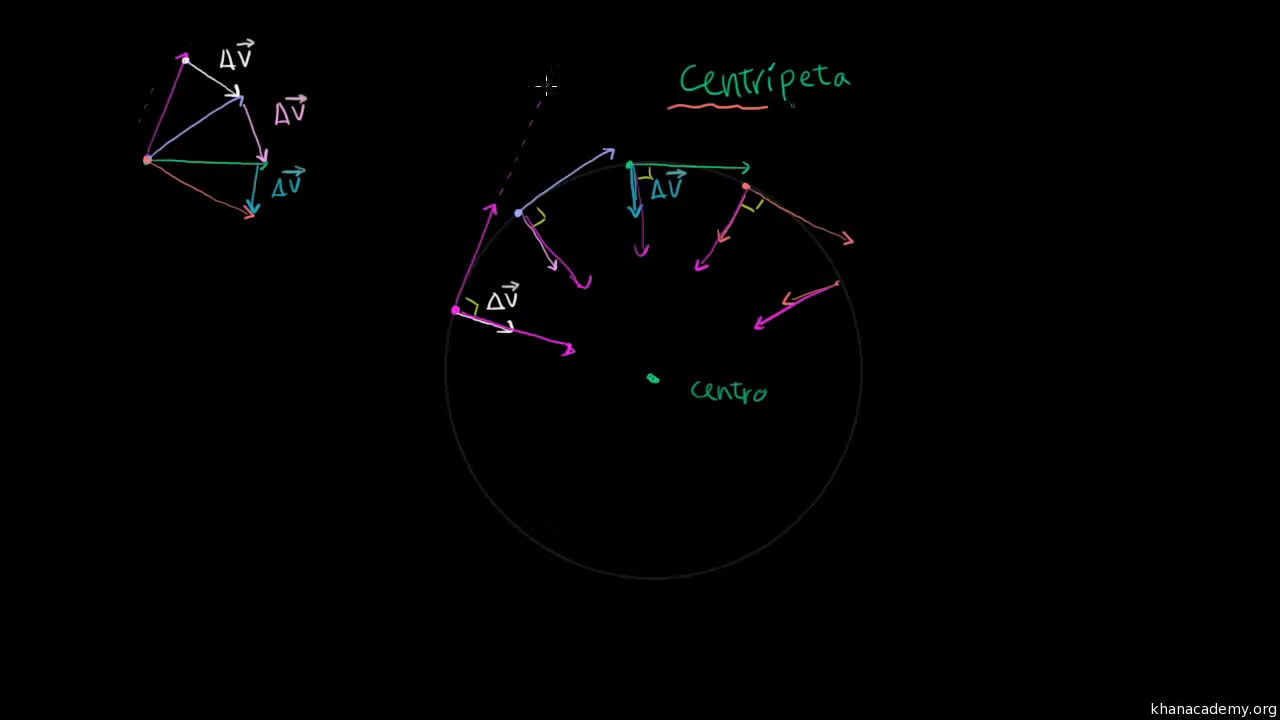 Δv⃗
Centrípeta
Δv⃗
Δv⃗
Δv⃗
Δv⃗
centro
khanacademy.org